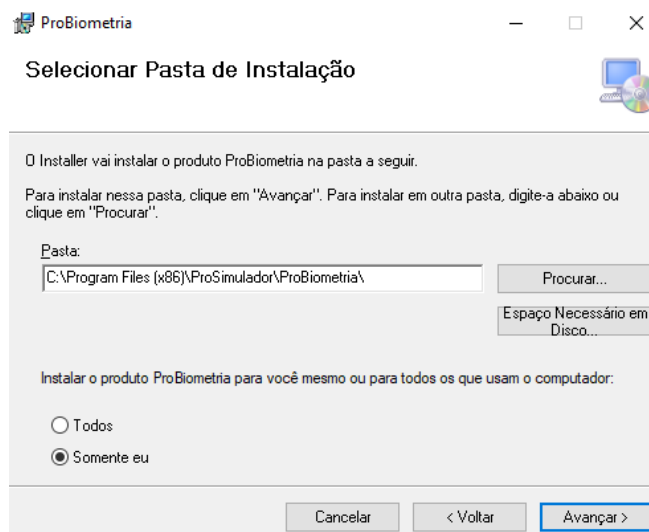 ProBiometria
Selecionar Pasta de Instalação
O Installer vai instalar o produto ProBiometria na pasta a seguir.
Para instalar nessa pasta, clique em "Avançar". Para instalar em outra pasta, digite-a abaixo ou
clique em "Procurar".
Pasta:
C:\Program Files (x86)\ProSimulador\ProBiometria\
Procurar...
Espaço Necessário em
Disco...
Instalar o produto ProBiometria para você mesmo ou para todos os que usam o computador:
Todos
Somente eu
Cancelar
< Voltar
Avançar >